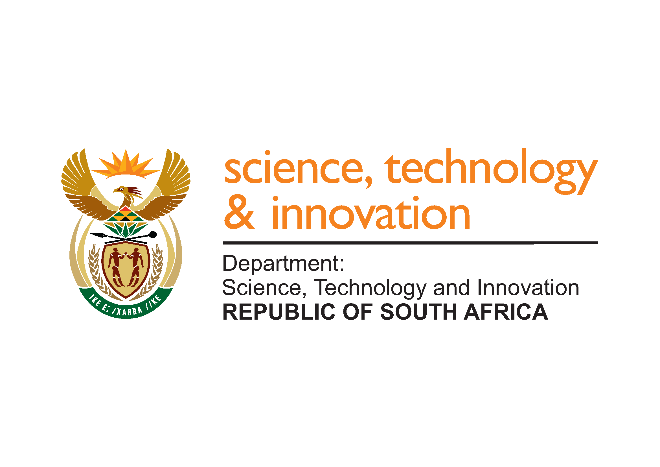 science, technology
& innovation
Department:
Science, Technology and Innovation
REPUBLIC OF SOUTH AFRICA
!KE E: /XARRA //KE